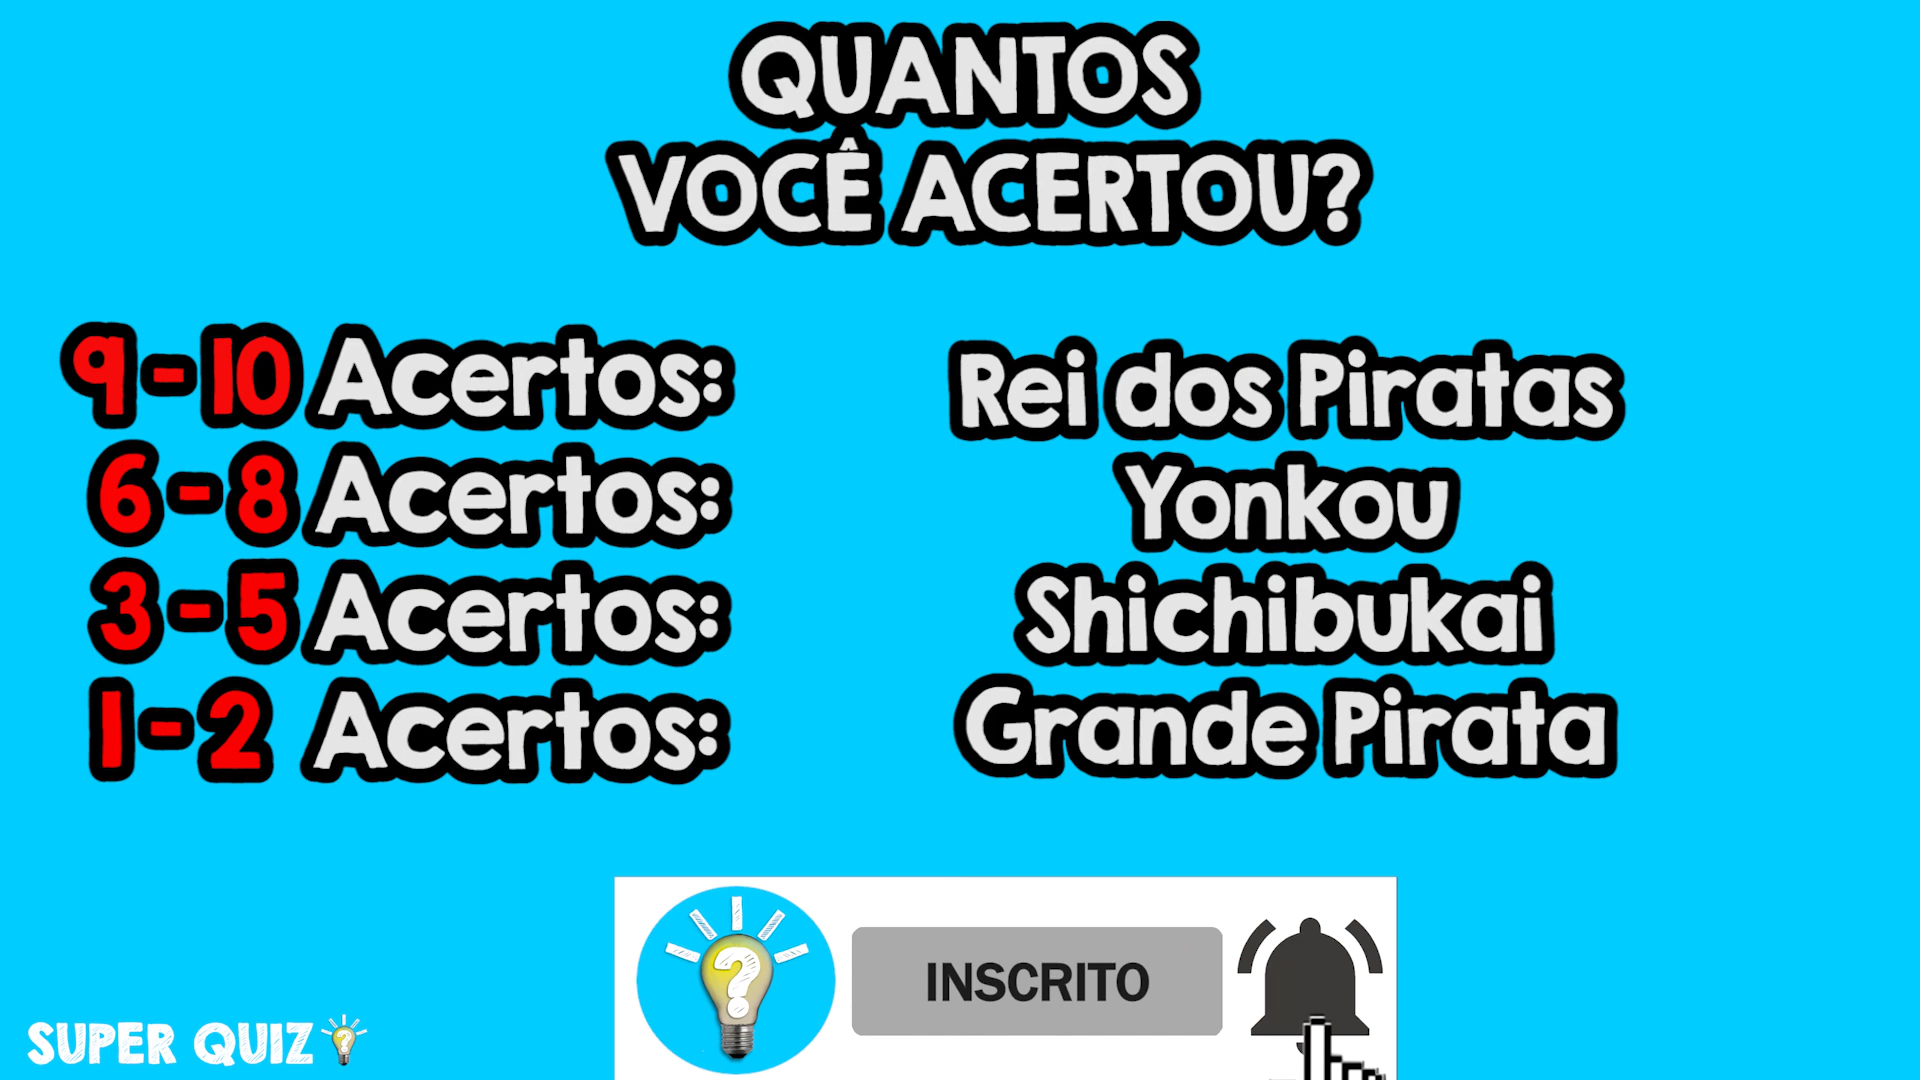 QUANTOS
VOCÊ ACERTOU?
9-10 Acertos: Rei dos Piratas
6-8 Acertos: Yonkou
3-5 Acertos: Shichibukai
1-2 Acertos: Grande Pirata
?
INSCRITO
SUPER QUIZ ?